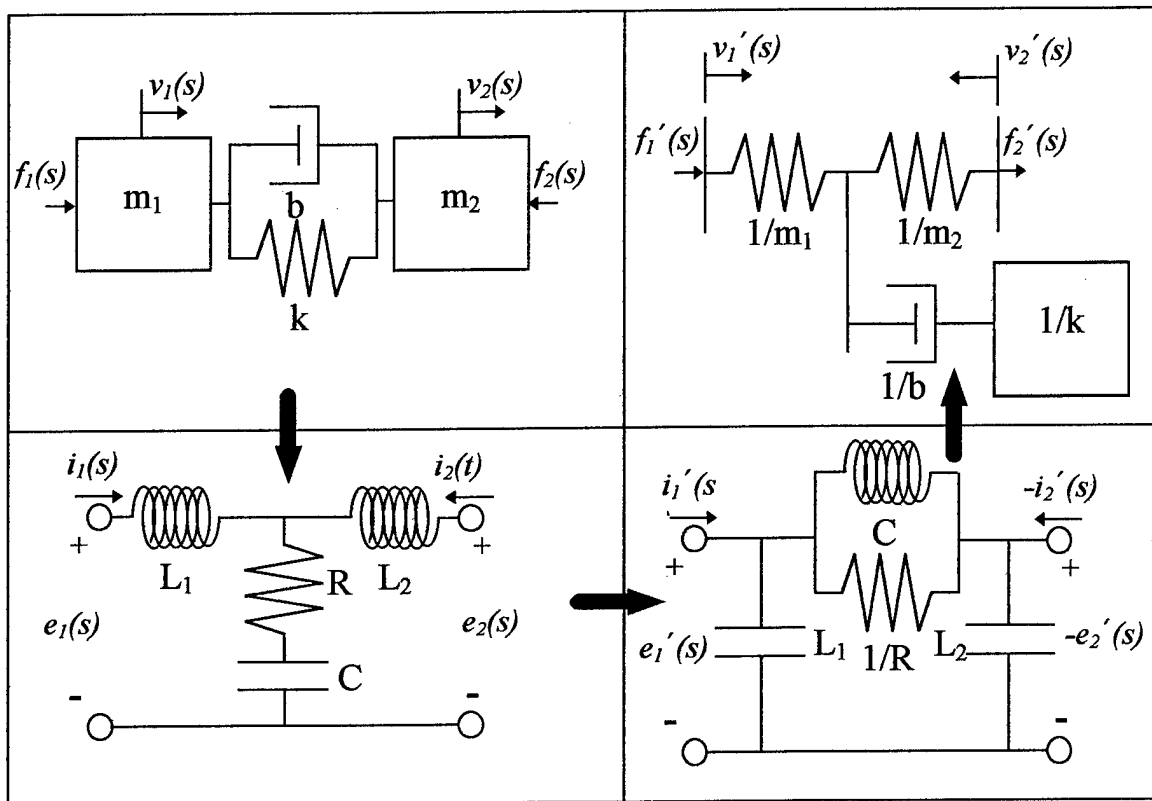 v₁(s) v₂(s)
f₁(s) m₁ m₂ f₂(s)
b
k
v₁´(s) v₂´(s)
f₁´(s) f₂´(s)
1/m₁ 1/m₂
1/k
1/b
i₁(s) i₂(t)
+ +
L₁ R L₂
e₁(s) e₂(s)
C
- -
i₁´(s -i₂´(s)
C
+ +
e₁´(s) L₁ 1/R L₂ -e₂´(s)
- -